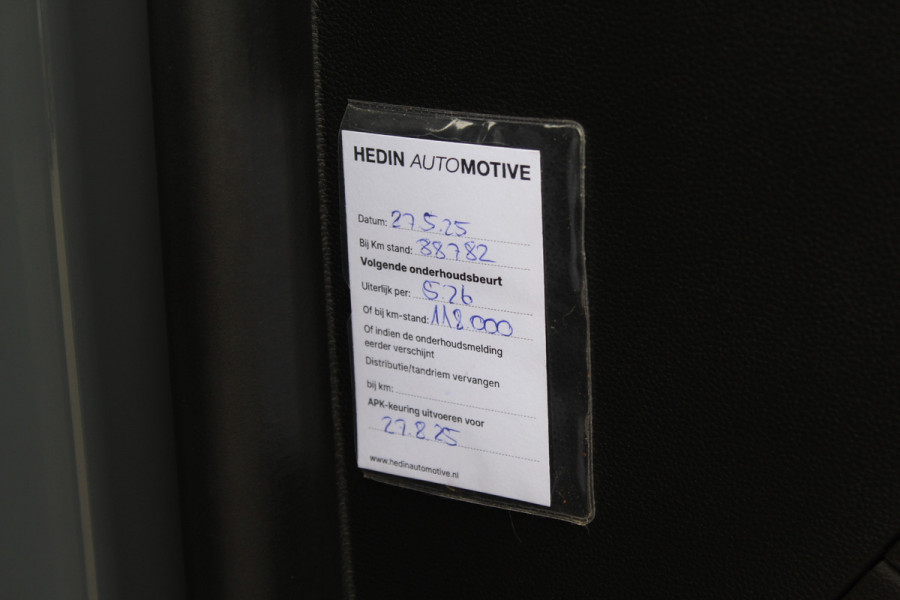 HEDIN AUTOMOTIVE
Datum: 27.5.25
Bij Km stand: 88782
Volgende onderhoudsbeurt
Uiterlijk per: 5.26
Of bij km-stand: 118.000
Of indien de onderhoudsmelding
eerder verschijnt
Distributie/tandriem vervangen
bij km:
APK-keuring uitvoeren voor
27.8.25
www.hedinautomotive.nl